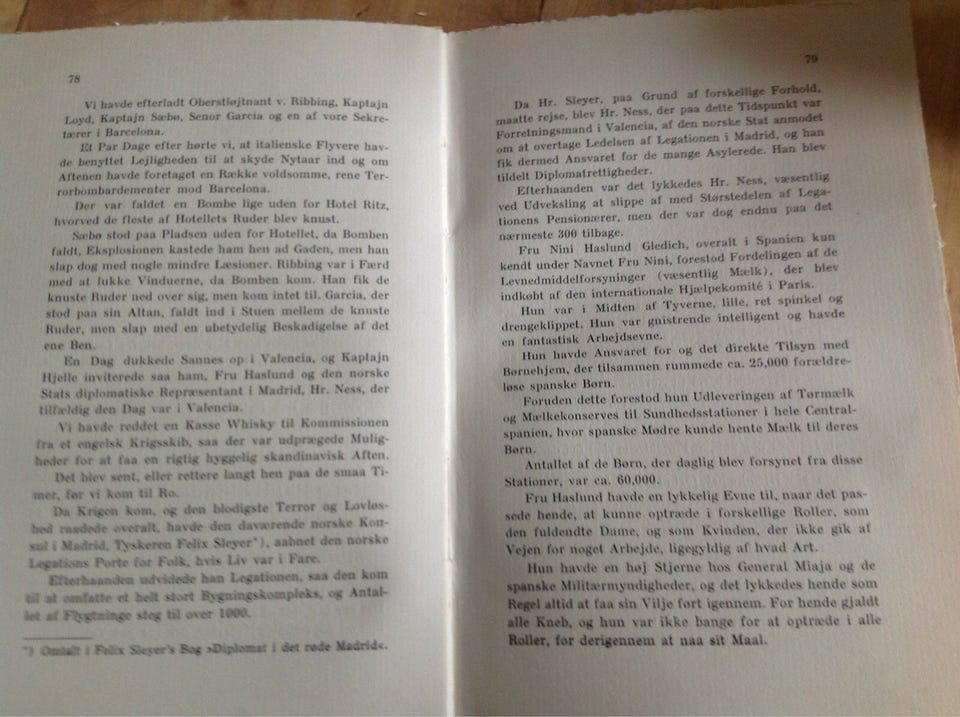 78
Vi havde efterladt Oberstløjtnant v. Ribbing, Kaptajn
Loyd, Kaptajn Sæbø, Senor Garcia og en af vore Sekre-
tærer i Barcelona.
Et Par Dage efter hørte vi, at italienske Flyvere hav-
de benyttet Lejligheden til at skyde Nytaar ind og om
Aftenen havde foretaget en Række voldsomme, rene Ter-
rorbombardementer mod Barcelona.
Der var faldet en Bombe lige uden for Hotel Ritz,
hvorved de fleste af Hotellets Ruder blev knust.
Sæbø stod paa Pladsen uden for Hotellet, da Bomben
faldt, Eksplosionen kastede ham hen ad Gaden, men han
slap dog med nogle mindre Læsioner. Ribbing var i Færd
med at lukke Vinduerne, da Bomben kom. Han fik de
knuste Ruder ned over sig, men kom intet til. Garcia, der
stod paa sin Altan, faldt ind i Stuen mellem de knuste
Ruder, men slap med en ubetydelig Beskadigelse af det
ene Ben.
En Dag dukkede Sannes op i Valencia, og Kaptajn
Hjelle inviterede saa ham, Fru Haslund og den norske
Stats diplomatiske Repræsentant i Madrid, Hr. Ness, der
tilfældig den Dag var i Valencia.
Vi havde reddet en Kasse Whisky til Kommissionen
fra et engelsk Krigsskib, saa der var udprægede Mulig-
heder for at faa en rigtig hyggelig skandinavisk Aften.
Det blev sent, eller rettere langt hen paa de smaa Ti-
mer, før vi kom til Ro.
Da Krigen kom, og den blodigste Terror og Lovløs-
hed raadede overalt, havde den daværende norske Kon-
sul i Madrid, Tyskeren Felix Sleyer*), aabnet den norske
Legations Porte for Folk, hvis Liv var i Fare.
Efterhaanden udvidede han Legationen, saa den kom
til at omfatte et helt stort Bygningskompleks, og Antal-
let af Flygtninge steg til over 1000.
*) Omtalt i Felix Sleyer's Bog »Diplomat i det røde Madrid«.
79
Da Hr. Sleyer, paa Grund af forskellige Forhold,
maatte rejse, blev Hr. Ness, der paa dette Tidspunkt var
Forretningsmand i Valencia, af den norske Stat anmodet
om at overtage Ledelsen af Legationen i Madrid, og han
fik dermed Ansvaret for de mange Asylerede. Han blev
tildelt Diplomatrettigheder.
Efterhaanden var det lykkedes Hr. Ness, væsentlig
ved Udveksling at slippe af med Størstedelen af Lega-
tionens Pensionærer, men der var dog endnu paa det
nærmeste 300 tilbage.
Fru Nini Haslund Gledich, overalt i Spanien kun
kendt under Navnet Fru Nini, forestod Fordelingen af de
Levnedmiddelforsyninger (væsentlig Mælk), der blev
indkøbt af den internationale Hjælpekomité i Paris.
Hun var i Midten af Tyverne, lille, ret spinkel og
drengeklippet. Hun var gnistrende intelligent og havde
en fantastisk Arbejdsevne.
Hun havde Ansvaret for og det direkte Tilsyn med
Børnehjem, der tilsammen rummede ca. 25,000 forældre-
løse spanske Børn.
Foruden dette forestod hun Udleveringen af Tørmælk
og Mælkekonserves til Sundhedsstationer i hele Central-
spanien, hvor spanske Mødre kunde hente Mælk til deres
Børn.
Antallet af de Børn, der daglig blev forsynet fra disse
Stationer, var ca. 60,000.
Fru Haslund havde en lykkelig Evne til, naar det pas-
sede hende, at kunne optræde i forskellige Roller, som
den fuldendte Dame, og som Kvinden, der ikke gik af
Vejen for noget Arbejde, ligegyldig af hvad Art.
Hun havde en høj Stjerne hos General Miaja og de
spanske Militærmyndigheder, og det lykkedes hende som
Regel altid at faa sin Vilje ført igennem. For hende gjaldt
alle Kneb, og hun var ikke bange for at optræde i alle
Roller, for derigennem at naa sit Maal.